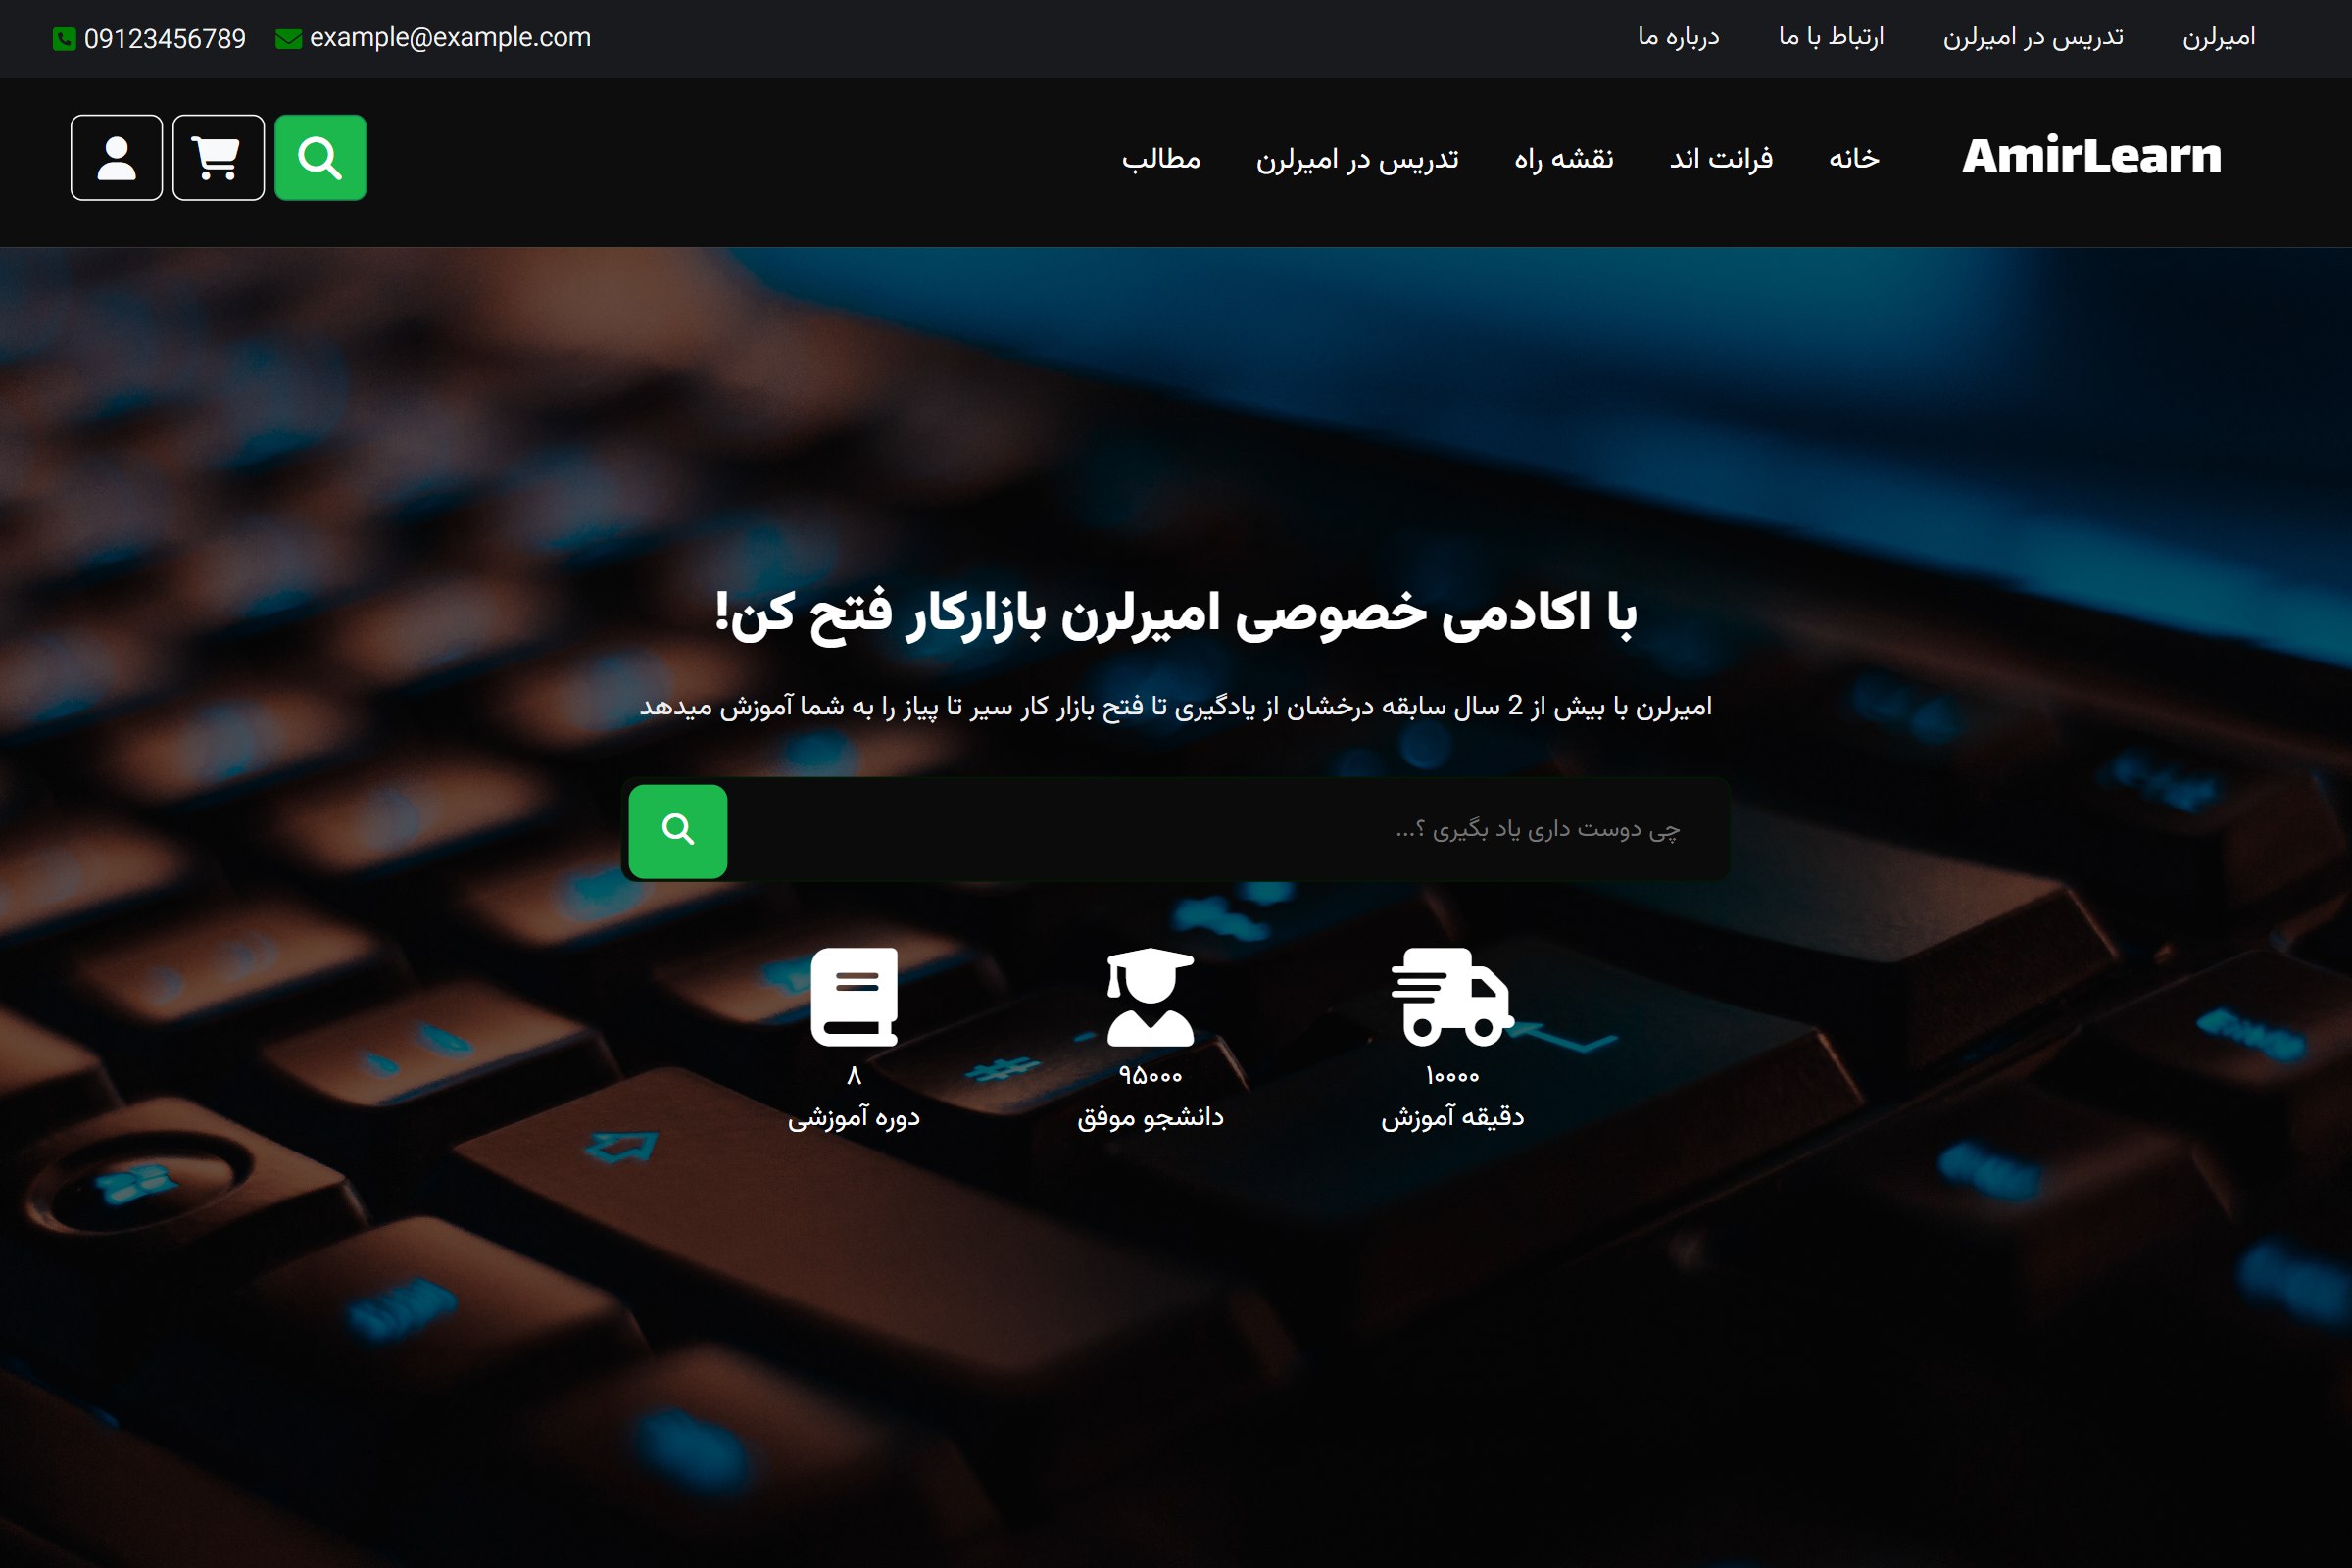 امیرلرن تدریس در امیرلرن ارتباط با ما درباره ما
example@example.com 09123456789
AmirLearn
خانه فرانت اند نقشه راه تدریس در امیرلرن مطالب
با اکادمی خصوصی امیرلرن بازارکار فتح کن!
امیرلرن با بیش از 2 سال سابقه درخشان از یادگیری تا فتح بازار کار سیر تا پیاز را به شما آموزش میدهد
چی دوست داری یاد بگیری ؟...
۱۰۰۰۰
دقیقه آموزش
۹۵۰۰۰
دانشجو موفق
۸
دوره آموزشی